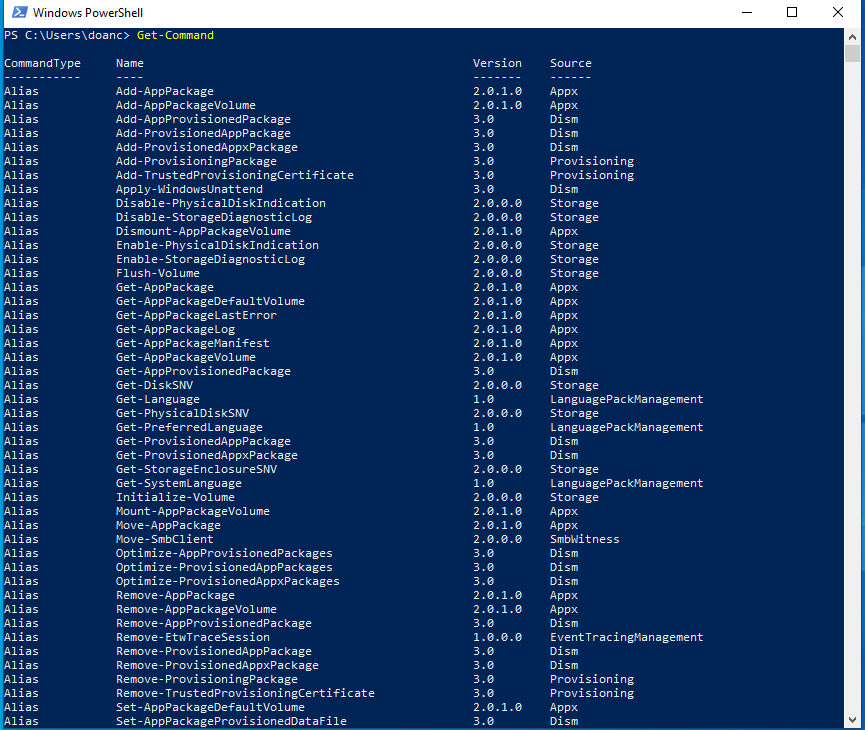 Windows PowerShell
PS C:\Users\doanc> Get-Command
CommandType Name Version Source
----------- ---- ------- ------
Alias Add-AppPackage 2.0.1.0 Appx
Alias Add-AppPackageVolume 2.0.1.0 Appx
Alias Add-AppProvisionedPackage 3.0 Dism
Alias Add-ProvisionedAppPackage 3.0 Dism
Alias Add-ProvisionedAppxPackage 3.0 Dism
Alias Add-ProvisioningPackage 3.0 Provisioning
Alias Add-TrustedProvisioningCertificate 3.0 Provisioning
Alias Apply-WindowsUnattend 3.0 Dism
Alias Disable-PhysicalDiskIndication 2.0.0.0 Storage
Alias Disable-StorageDiagnosticLog 2.0.0.0 Storage
Alias Dismount-AppPackageVolume 2.0.1.0 Appx
Alias Enable-PhysicalDiskIndication 2.0.0.0 Storage
Alias Enable-StorageDiagnosticLog 2.0.0.0 Storage
Alias Flush-Volume 2.0.0.0 Storage
Alias Get-AppPackage 2.0.1.0 Appx
Alias Get-AppPackageDefaultVolume 2.0.1.0 Appx
Alias Get-AppPackageLastError 2.0.1.0 Appx
Alias Get-AppPackageLog 2.0.1.0 Appx
Alias Get-AppPackageManifest 2.0.1.0 Appx
Alias Get-AppPackageVolume 2.0.1.0 Appx
Alias Get-AppProvisionedPackage 3.0 Dism
Alias Get-DiskSNV 2.0.0.0 Storage
Alias Get-Language 1.0 LanguagePackManagement
Alias Get-PhysicalDiskSNV 2.0.0.0 Storage
Alias Get-PreferredLanguage 1.0 LanguagePackManagement
Alias Get-ProvisionedAppPackage 3.0 Dism
Alias Get-ProvisionedAppxPackage 3.0 Dism
Alias Get-StorageEnclosureSNV 2.0.0.0 Storage
Alias Get-SystemLanguage 1.0 LanguagePackManagement
Alias Initialize-Volume 2.0.0.0 Storage
Alias Mount-AppPackageVolume 2.0.1.0 Appx
Alias Move-AppPackage 2.0.1.0 Appx
Alias Move-SmbClient 2.0.0.0 SmbWitness
Alias Optimize-AppProvisionedPackages 3.0 Dism
Alias Optimize-ProvisionedAppPackages 3.0 Dism
Alias Optimize-ProvisionedAppxPackages 3.0 Dism
Alias Remove-AppPackage 2.0.1.0 Appx
Alias Remove-AppPackageVolume 2.0.1.0 Appx
Alias Remove-AppProvisionedPackage 3.0 Dism
Alias Remove-EtwTraceSession 1.0.0.0 EventTracingManagement
Alias Remove-ProvisionedAppPackage 3.0 Dism
Alias Remove-ProvisionedAppxPackage 3.0 Dism
Alias Remove-ProvisioningPackage 3.0 Provisioning
Alias Remove-TrustedProvisioningCertificate 3.0 Provisioning
Alias Set-AppPackageDefaultVolume 2.0.1.0 Appx
Alias Set-AppPackageProvisionedDataFile 3.0 Dism